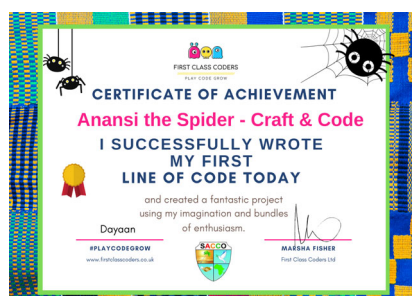 FIRST CLASS CODERS
PLAY CODE GROW
CERTIFICATE OF ACHIEVEMENT
Anansi the Spider - Craft & Code
I SUCCESSFULLY WROTE
MY FIRST
LINE OF CODE TODAY
and created a fantastic project
using my imagination and bundles
of enthusiasm.
Dayaan
#PLAYCODEGROW
www.firstclasscoders.co.uk
SACCO
MARSHA FISHER
First Class Coders Ltd